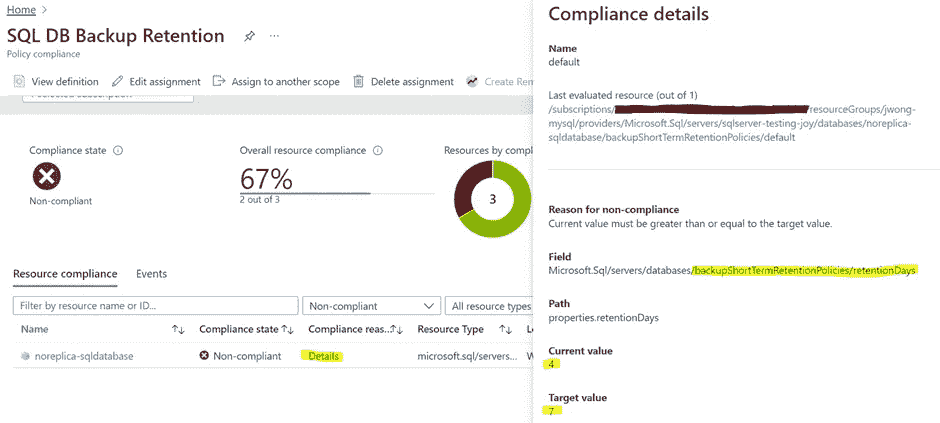 Home >
SQL DB Backup Retention
Policy compliance
View definition Edit assignment Assign to another scope Delete assignment Create Rem
Compliance state
Non-compliant
Overall resource compliance
67%
2 out of 3
Resources by compl
3
Resource compliance Events
Filter by resource name or ID...
Non-compliant
All resource types
Name Compliance state Compliance reas... Resource Type Lo
noreplica-sqldatabase Non-compliant Details microsoft.sql/servers... W
Compliance details
Name
default
Last evaluated resource (out of 1)
/subscriptions/ /resourceGroups/jwong-
mysql/providers/Microsoft.Sql/servers/sqlserver-testing-joy/databases/noreplica-
sqldatabase/backupShortTermRetentionPolicies/default
Reason for non-compliance
Current value must be greater than or equal to the target value.
Field
Microsoft.Sql/servers/databases/backupShortTermRetentionPolicies/retentionDays
Path
properties.retentionDays
Current value
4
Target value
7